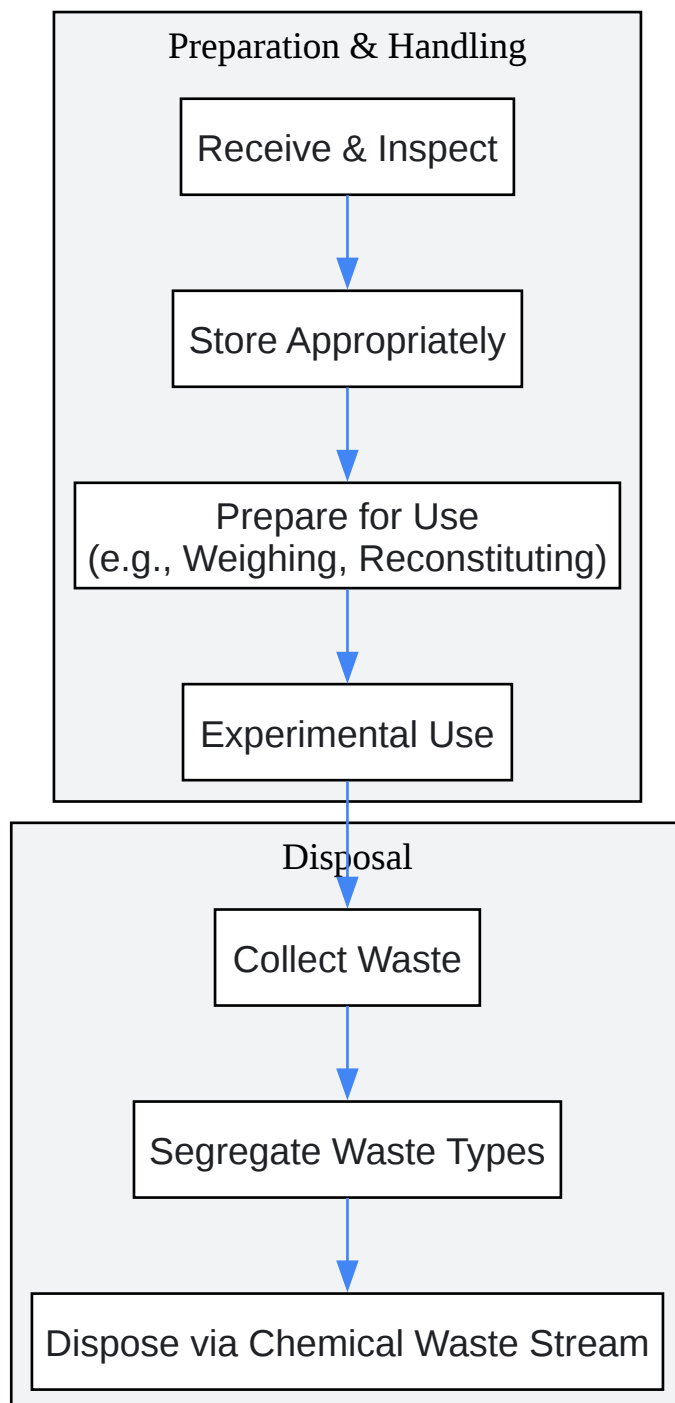 Preparation & Handling
Receive & Inspect
Store Appropriately
Prepare for Use
(e.g., Weighing, Reconstituting)
Experimental Use
Disposal
Collect Waste
Segregate Waste Types
Dispose via Chemical Waste Stream